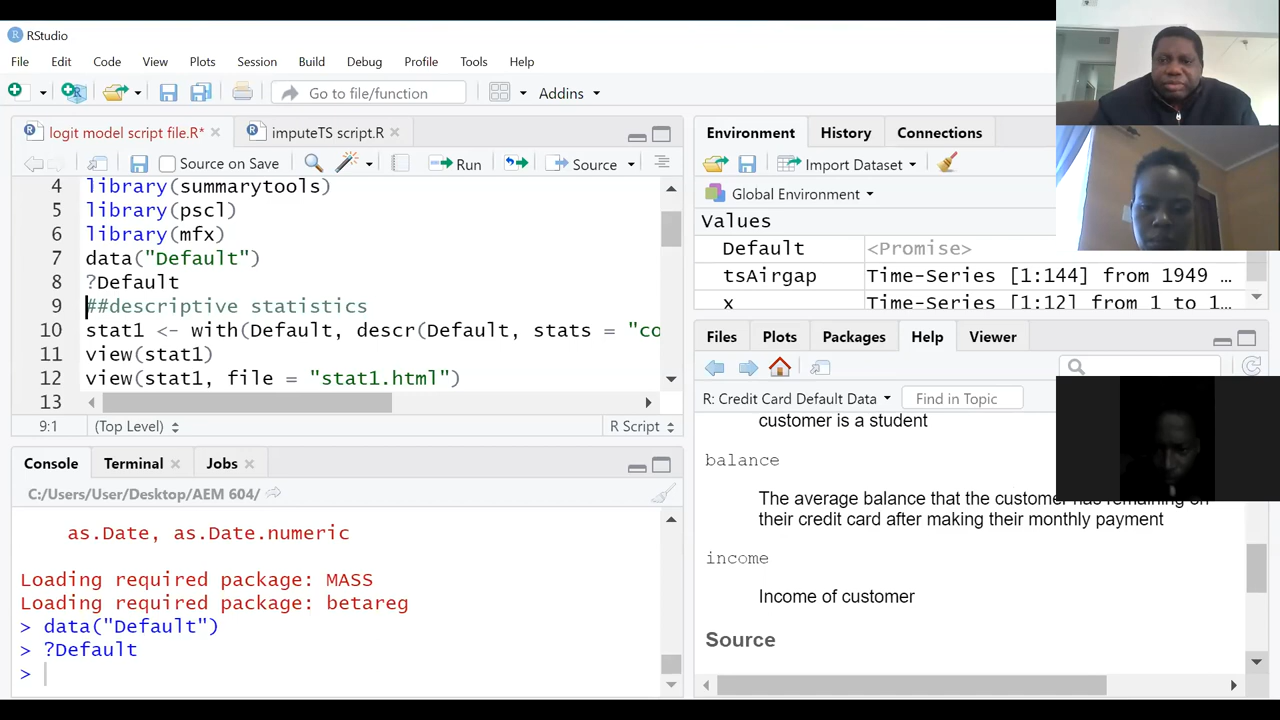 RStudio
File Edit Code View Plots Session Build Debug Profile Tools Help
Go to file/function Addins
logit model script file.R* imputeTS script.R
Source on Save Run Source
4 library(summarytools)
5 library(pscl)
6 library(mfx)
7 data("Default")
8 ?Default
9 ##descriptive statistics
10 stat1 <- with(Default, descr(Default, stats = "co
11 view(stat1)
12 view(stat1, file = "stat1.html")
13
9:1 (Top Level) R Script
Console Terminal Jobs
C:/Users/User/Desktop/AEM 604/
as.Date, as.Date.numeric
Loading required package: MASS
Loading required package: betareg
> data("Default")
> ?Default
>
Environment History Connections
Import Dataset
Global Environment
Values
Default <Promise>
tsAirgap Time-Series [1:144] from 1949 ...
x Time-Series [1:12] from 1 to 1...
Files Plots Packages Help Viewer
R: Credit Card Default Data Find in Topic
customer is a student
balance
The average balance that the customer has remaining on
their credit card after making their monthly payment
income
Income of customer
Source